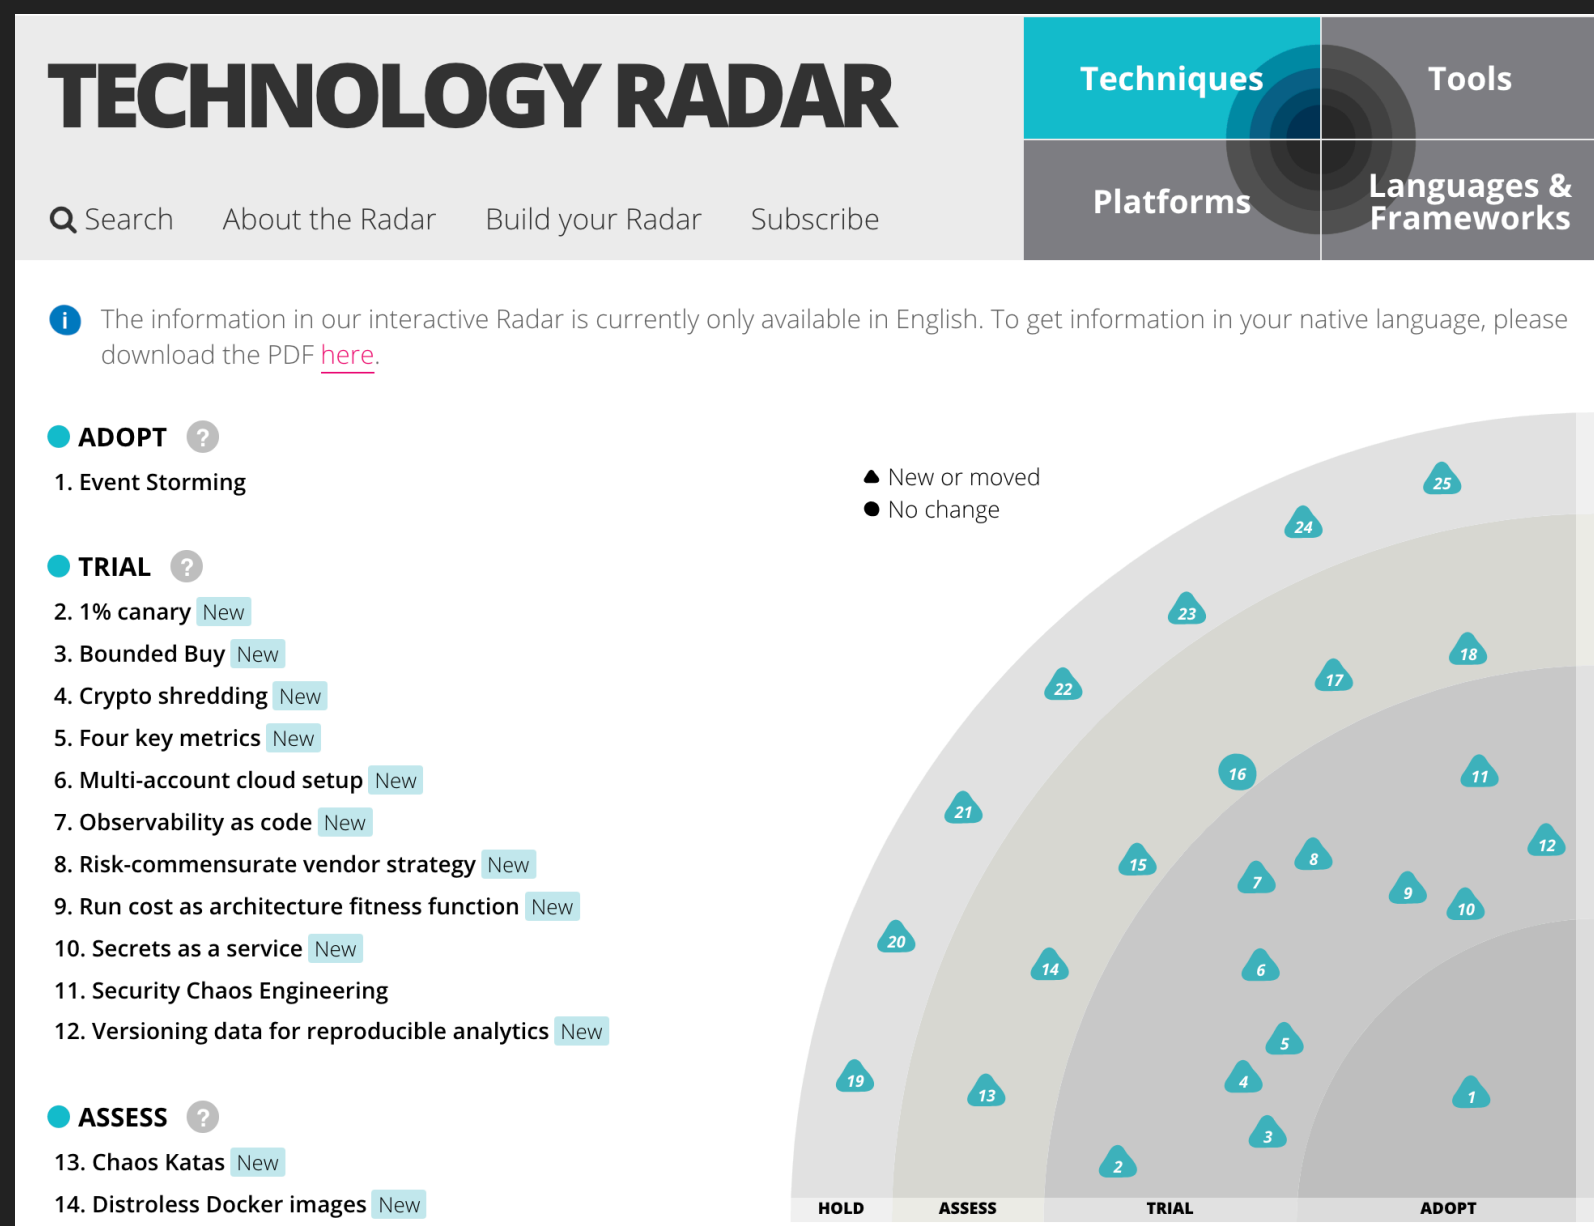 TECHNOLOGY RADAR
Search About the Radar Build your Radar Subscribe
Techniques
Tools
Platforms
Languages &
Frameworks
i
The information in our interactive Radar is currently only available in English. To get information in your native language, please
download the PDF here.
ADOPT ?
1. Event Storming
TRIAL ?
2. 1% canary New
3. Bounded Buy New
4. Crypto shredding New
5. Four key metrics New
6. Multi-account cloud setup New
7. Observability as code New
8. Risk-commensurate vendor strategy New
9. Run cost as architecture fitness function New
10. Secrets as a service New
11. Security Chaos Engineering
12. Versioning data for reproducible analytics New
ASSESS ?
13. Chaos Katas New
14. Distroless Docker images New
New or moved
No change
25
24
23
18
17
22
16
11
21
12
15
8
7
9
10
20
14
6
5
19
4
13
1
3
2
HOLD ASSESS TRIAL ADOPT